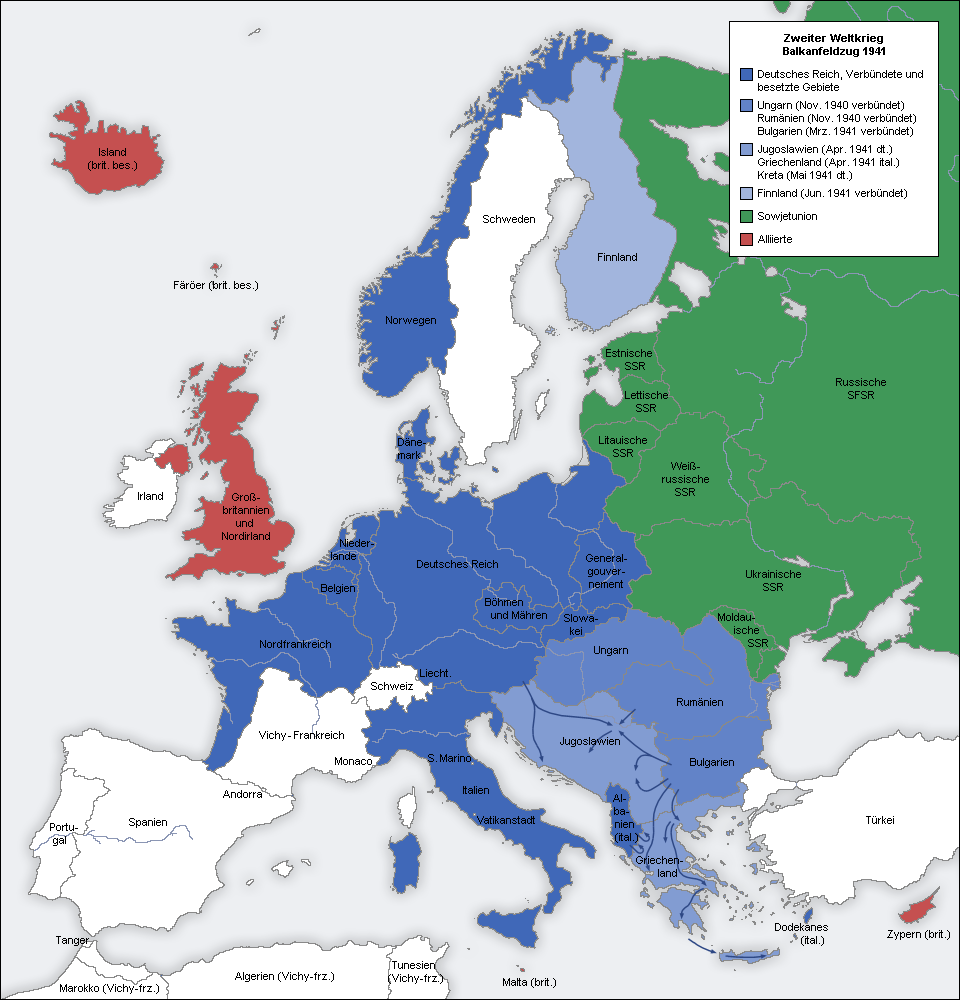 Zweiter Weltkrieg
Balkanfeldzug 1941
Deutsches Reich, Verbündete und
besetzte Gebiete
Ungarn (Nov. 1940 verbündet)
Rumänien (Nov. 1940 verbündet)
Bulgarien (Mrz. 1941 verbündet)
Jugoslawien (Apr. 1941 dt.)
Griechenland (Apr. 1941 ital.)
Kreta (Mai 1941 dt.)
Finnland (Jun. 1941 verbündet)
Sowjetunion
Alliierte
Island
(brit. bes.)
Schweden
Finnland
Färöer (brit. bes.)
Norwegen
Estnische
SSR
Lettische
SSR
Russische
SFSR
Litauische
SSR
Weiß-
russische
SSR
Däne-
mark
Irland
Groß-
britannien
und
Nordirland
Nieder-
lande
Belgien
Deutsches Reich
General-
gouver-
nement
Ukrainische
SSR
Böhmen
und Mähren
Slowa-
kei
Moldau-
ische
SSR
Nordfrankreich
Ungarn
Liecht.
Schweiz
Rumänien
Vichy-Frankreich
Jugoslawien
Monaco
S. Marino
Bulgarien
Andorra
Italien
Al-
ba-
nien
(ital.)
Portu-
gal
Spanien
Vatikanstadt
Türkei
Griechen-
land
Dodekanes
(ital.)
Zypern (brit.)
Tanger
Marokko (Vichy-frz.)
Algerien (Vichy-frz.)
Tunesien
(Vichy-frz.)
Malta (brit.)